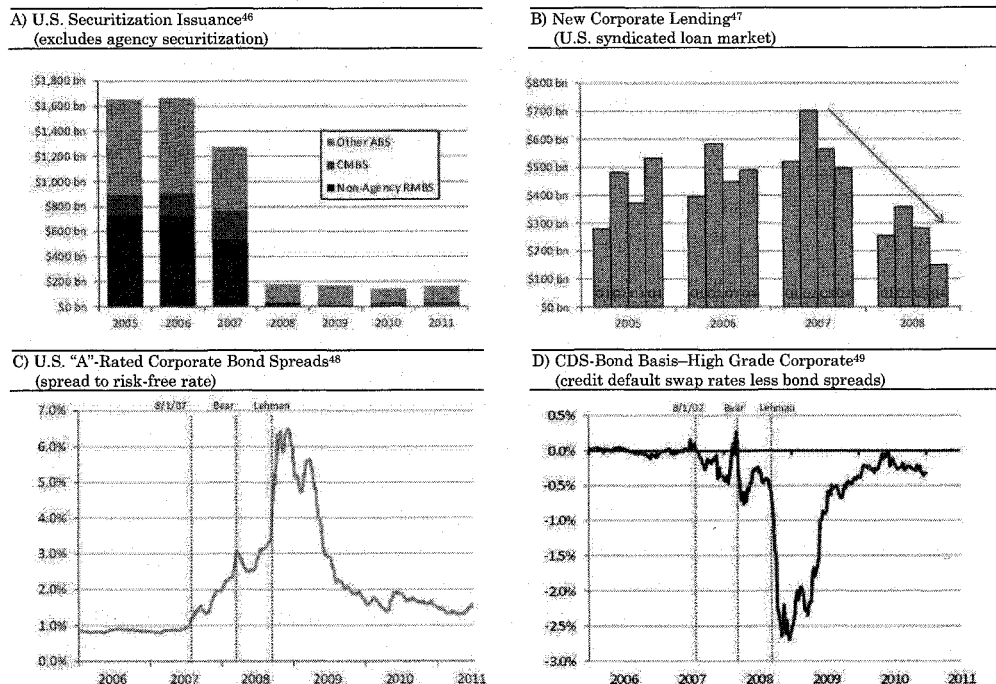 A) U.S. Securitization Issuance⁴⁶
(excludes agency securitization)
$1,800 bn
$1,600 bn
$1,400 bn
$1,200 bn
$1,000 bn
$800 bn
$600 bn
$400 bn
$200 bn
$0 bn
Other ABS
CMBS
Non-Agency RMBS
2005 2006 2007 2008 2009 2010 2011
B) New Corporate Lending⁴⁷
(U.S. syndicated loan market)
$800 bn
$700 bn
$600 bn
$500 bn
$400 bn
$300 bn
$200 bn
$100 bn
$0 bn
2005 2006 2007 2008
C) U.S. "A"-Rated Corporate Bond Spreads⁴⁸
(spread to risk-free rate)
8/1/07 Bear Lehman
7.0%
6.0%
5.0%
4.0%
3.0%
2.0%
1.0%
0.0%
2006 2007 2008 2009 2010 2011
D) CDS-Bond Basis–High Grade Corporate⁴⁹
(credit default swap rates less bond spreads)
8/1/07 Bear Lehman
0.5%
0.0%
-0.5%
-1.0%
-1.5%
-2.0%
-2.5%
-3.0%
2006 2007 2008 2009 2010 2011